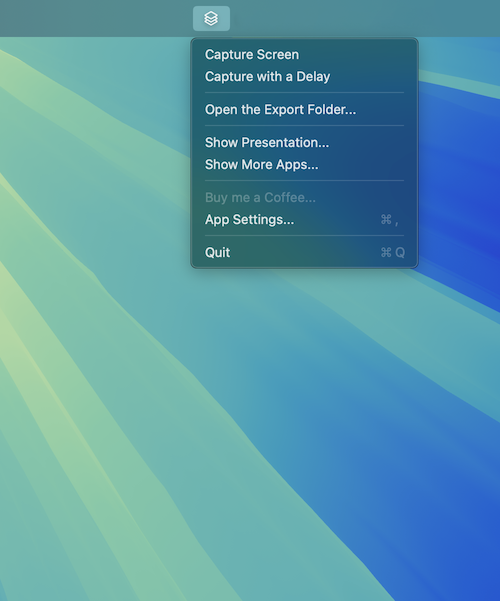 Capture Screen
Capture with a Delay
Open the Export Folder...
Show Presentation...
Show More Apps...
Buy me a Coffee...
App Settings... ⌘ ,
Quit ⌘ Q